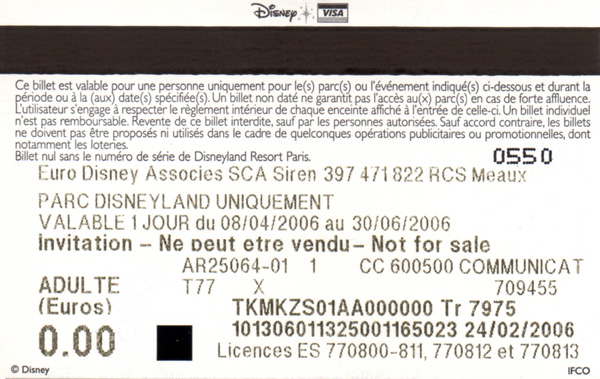 Disney VISA
Ce billet est valable pour une personne uniquement pour le(s) parc(s) ou l'événement indiqué(s) ci-dessous et durant la
période ou à la (aux) date(s) spécifiée(s). Un billet non daté ne garantit pas l'accès au(x) parc(s) en cas de forte affluence.
L'utilisateur s'engage à respecter le règlement intérieur de chaque enceinte affiché à l'entrée de celle-ci. Un billet individuel
n'est pas remboursable. Revente de ce billet interdite, sauf par les personnes autorisées. Sauf accord contraire, les billets
ne doivent pas être proposés ni utilisés dans le cadre de quelconques opérations publicitaires ou promotionnelles, dont
notamment les loteries.
Billet nul sans le numéro de série de Disneyland Resort Paris.
0550
Euro Disney Associes SCA Siren 397 471 822 RCS Meaux
PARC DISNEYLAND UNIQUEMENT
VALABLE 1 JOUR du 08/04/2006 au 30/06/2006
Invitation - Ne peut etre vendu - Not for sale
AR25064-01 1 CC 600500 COMMUNICAT
ADULTE T77 X 709455
(Euros) TKMKZS01AA000000 Tr 7975
0.00 101306011325001165023 24/02/2006
Licences ES 770800-811, 770812 et 770813
© Disney IFCO